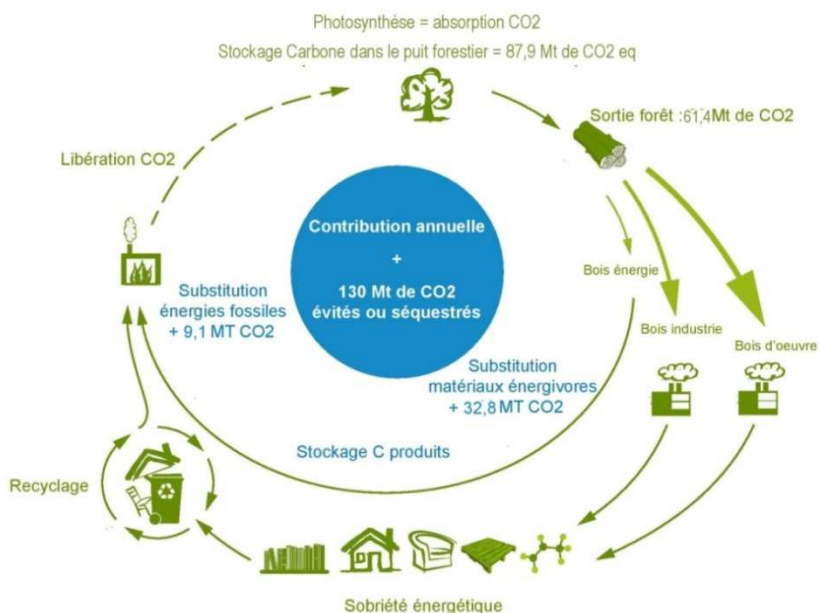 Photosynthèse = absorption CO2
Stockage Carbone dans le puit forestier = 87,9 Mt de CO2 eq
Sortie forêt :61,4Mt de CO2
Libération CO2
Contribution annuelle
+
130 Mt de CO2
évités ou séquestrés
Bois énergie
Substitution
énergies fossiles
+ 9,1 MT CO2
Bois industrie
Bois d'oeuvre
Substitution
matériaux énergivores
+ 32,8 MT CO2
Stockage C produits
Recyclage
Sobriété énergétique